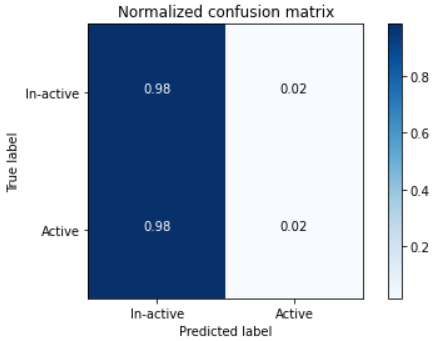 Normalized confusion matrix
True label
In-active
0.98
0.02
Active
0.98
0.02
In-active
Active
Predicted label
0.8
0.6
0.4
0.2